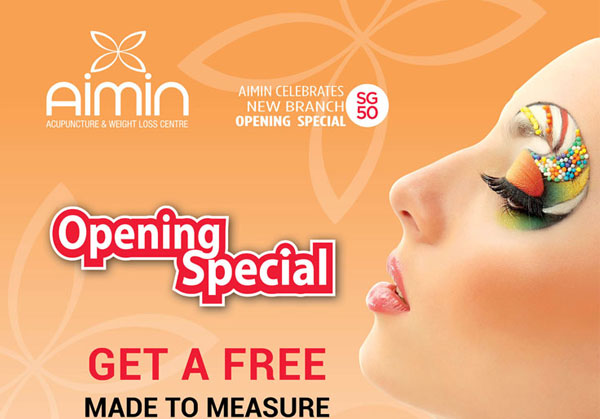 Aimin
ACUPUNCTURE & WEIGHT LOSS CENTRE
AIMIN CELEBRATES
NEW BRANCH
OPENING SPECIAL
SG
50
Opening
Special
GET A FREE
MADE TO MEASURE